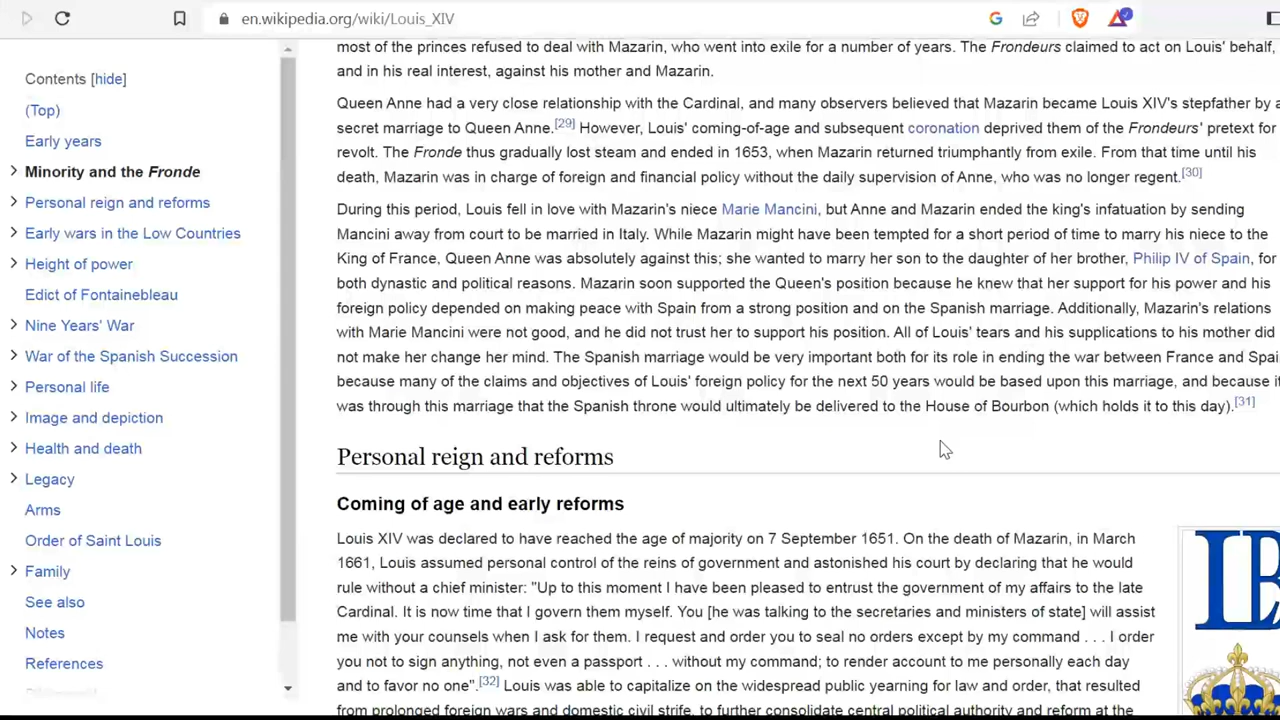 en.wikipedia.org/wiki/Louis_XIV
Contents [hide]
(Top)
Early years
Minority and the Fronde
Personal reign and reforms
Early wars in the Low Countries
Height of power
Edict of Fontainebleau
Nine Years' War
War of the Spanish Succession
Personal life
Image and depiction
Health and death
Legacy
Arms
Order of Saint Louis
Family
See also
Notes
References
most of the princes refused to deal with Mazarin, who went into exile for a number of years. The Frondeurs claimed to act on Louis' behalf,
and in his real interest, against his mother and Mazarin.
Queen Anne had a very close relationship with the Cardinal, and many observers believed that Mazarin became Louis XIV's stepfather by a
secret marriage to Queen Anne.[29] However, Louis' coming-of-age and subsequent coronation deprived them of the Frondeurs' pretext for
revolt. The Fronde thus gradually lost steam and ended in 1653, when Mazarin returned triumphantly from exile. From that time until his
death, Mazarin was in charge of foreign and financial policy without the daily supervision of Anne, who was no longer regent.[30]
During this period, Louis fell in love with Mazarin's niece Marie Mancini, but Anne and Mazarin ended the king's infatuation by sending
Mancini away from court to be married in Italy. While Mazarin might have been tempted for a short period of time to marry his niece to the
King of France, Queen Anne was absolutely against this; she wanted to marry her son to the daughter of her brother, Philip IV of Spain, for
both dynastic and political reasons. Mazarin soon supported the Queen's position because he knew that her support for his power and his
foreign policy depended on making peace with Spain from a strong position and on the Spanish marriage. Additionally, Mazarin's relations
with Marie Mancini were not good, and he did not trust her to support his position. All of Louis' tears and his supplications to his mother did
not make her change her mind. The Spanish marriage would be very important both for its role in ending the war between France and Spai
because many of the claims and objectives of Louis' foreign policy for the next 50 years would be based upon this marriage, and because i
was through this marriage that the Spanish throne would ultimately be delivered to the House of Bourbon (which holds it to this day).[31]
Personal reign and reforms
Coming of age and early reforms
Louis XIV was declared to have reached the age of majority on 7 September 1651. On the death of Mazarin, in March
1661, Louis assumed personal control of the reins of government and astonished his court by declaring that he would
rule without a chief minister: "Up to this moment I have been pleased to entrust the government of my affairs to the late
Cardinal. It is now time that I govern them myself. You [he was talking to the secretaries and ministers of state] will assist
me with your counsels when I ask for them. I request and order you to seal no orders except by my command . . . I order
you not to sign anything, not even a passport . . . without my command; to render account to me personally each day
and to favor no one".[32] Louis was able to capitalize on the widespread public yearning for law and order, that resulted
from prolonged foreign wars and domestic civil strife, to further consolidate central political authority and reform at the